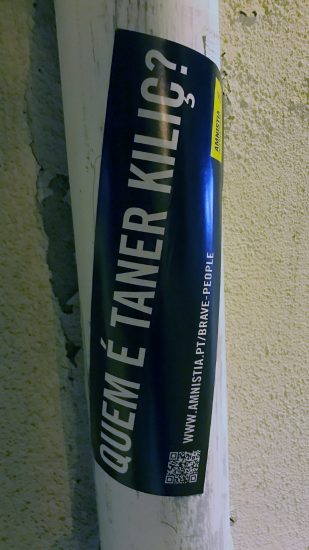 QUEM É TANER KILIÇ?
WWW.AMNISTIA.PT/BRAVE-PEOPLE
AMNISTIA